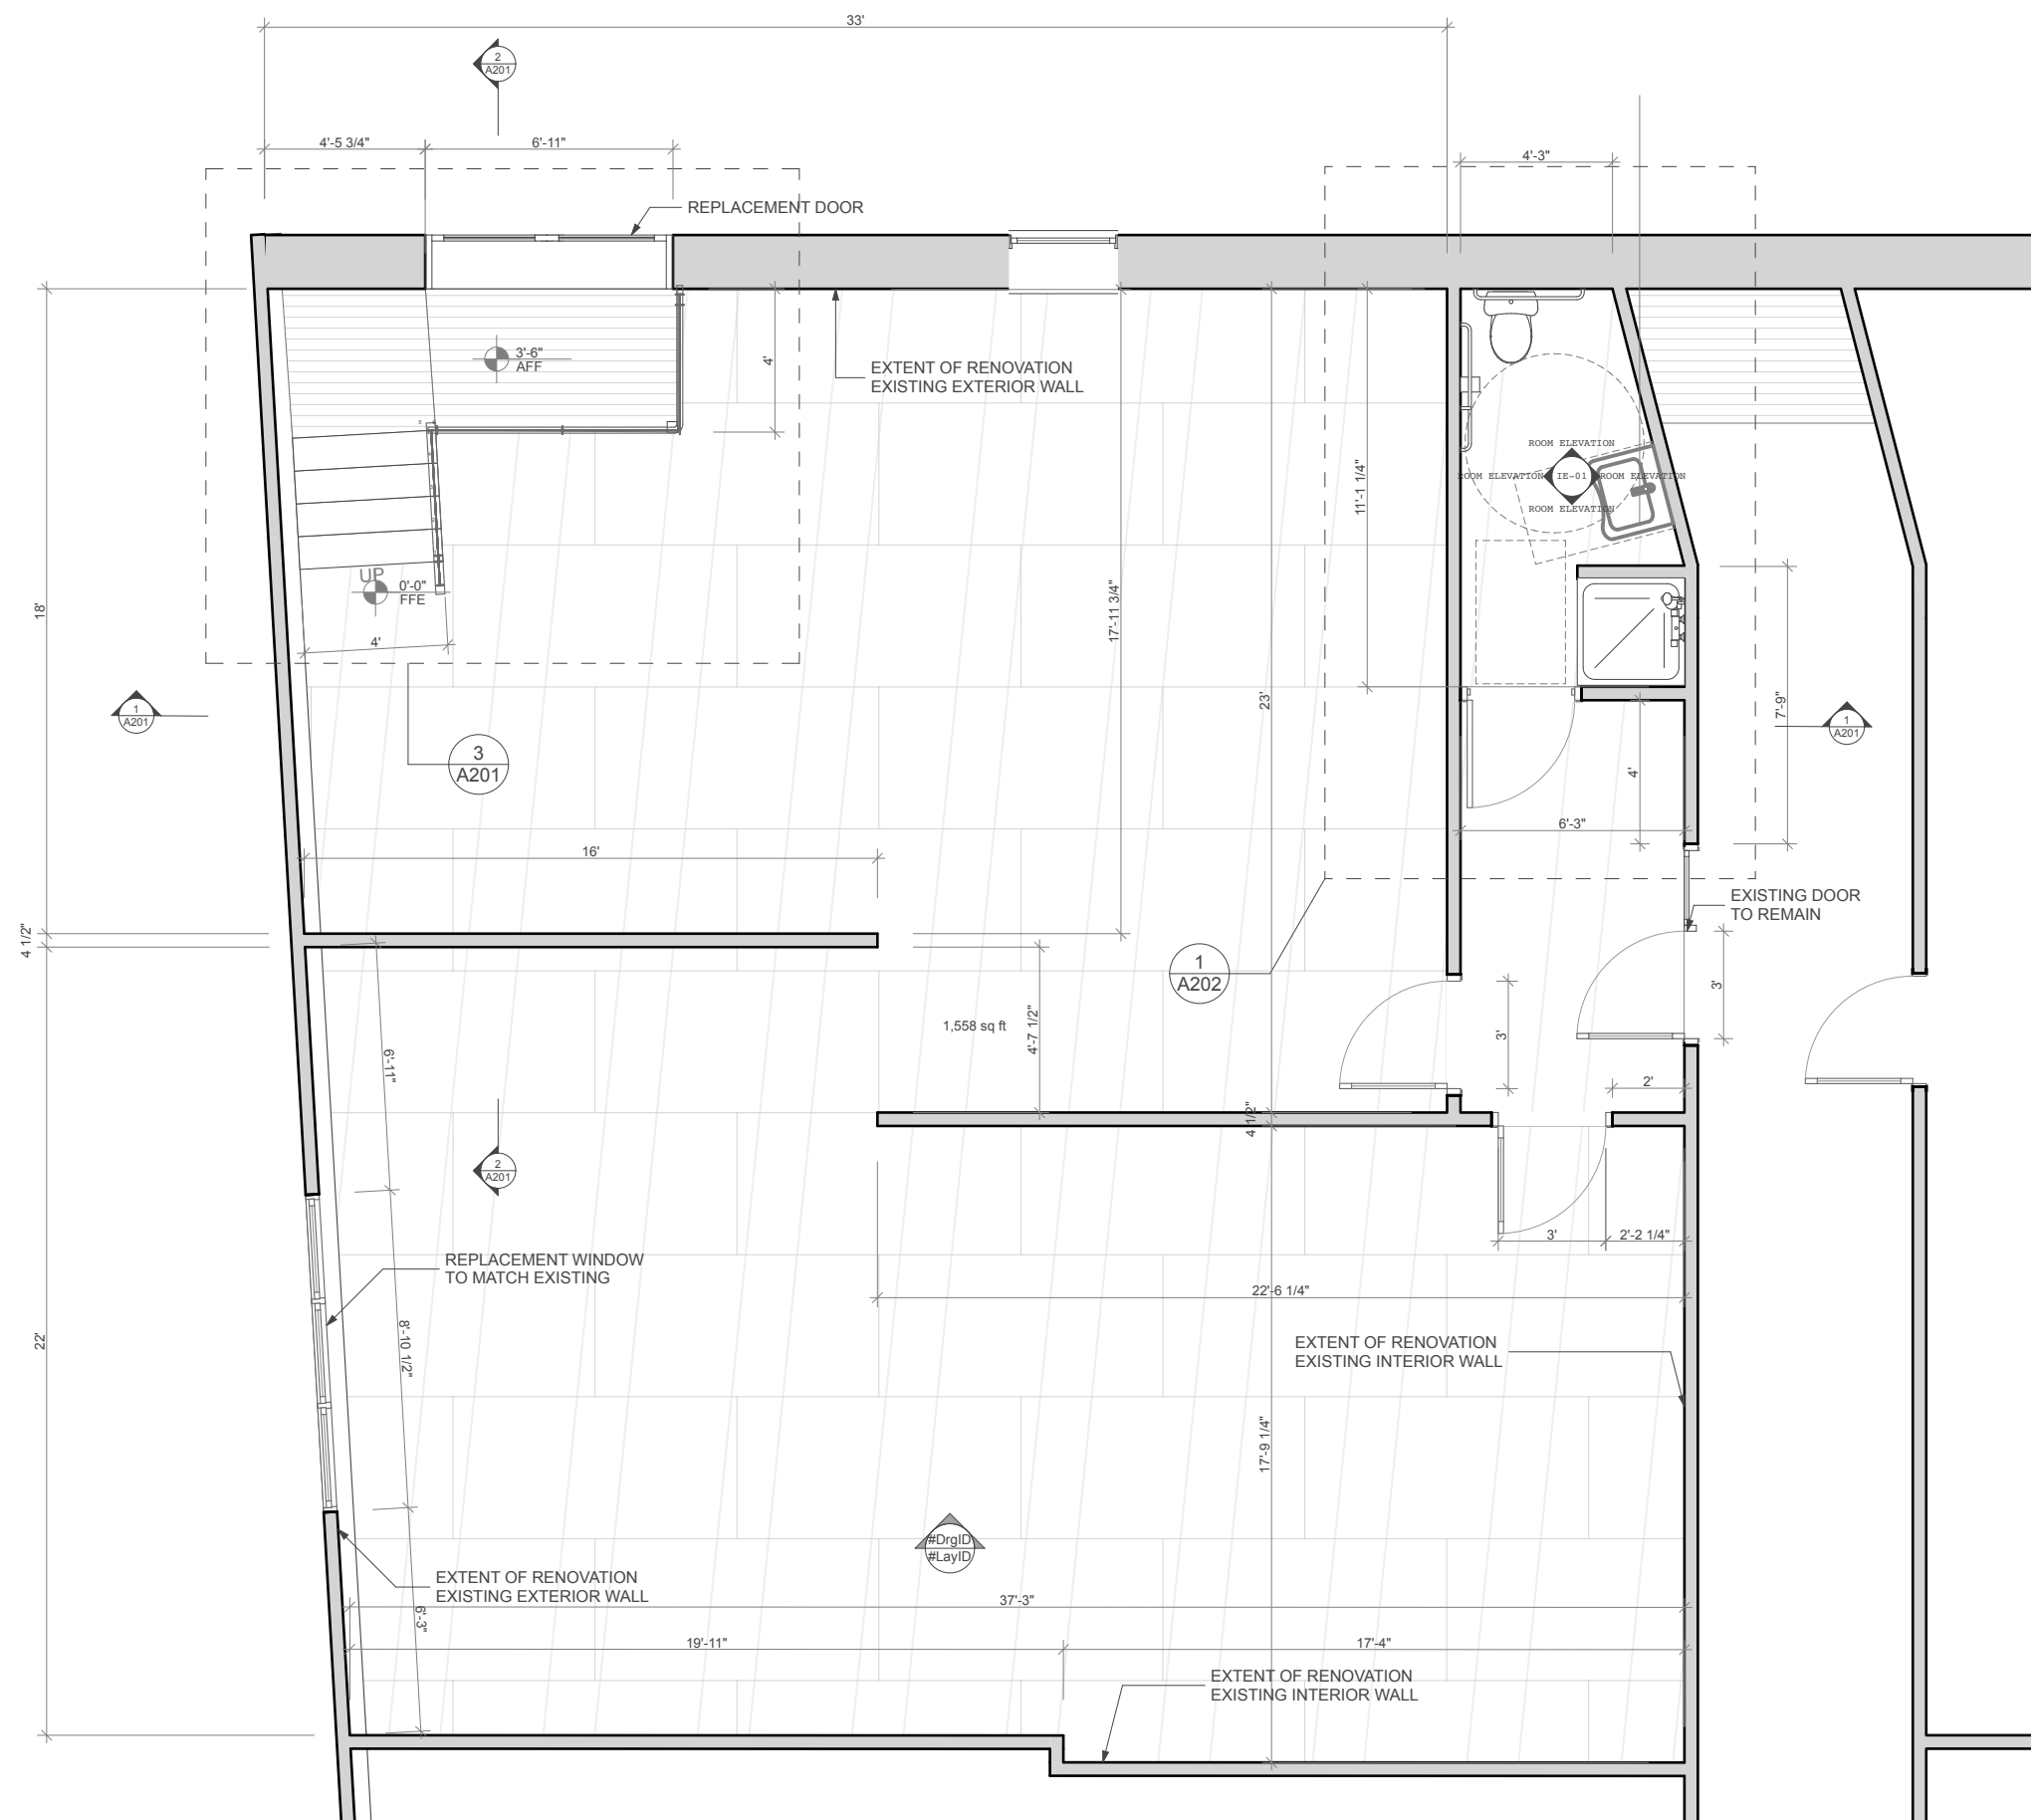 33'
2
A201
4'-5 3/4"
6'-11"
4'-3"
REPLACEMENT DOOR
3'-6"
AFF
4'
EXTENT OF RENOVATION
EXISTING EXTERIOR WALL
ROOM ELEVATION
ROOM ELEVATION
IE-01
ROOM ELEVATION
ROOM ELEVATION
11'-1 1/4"
UP
0'-0"
FFE
4'
18'
17'-11 3/4"
23'
7'-9"
1
A201
1
A201
3
A201
4'
6'-3"
16'
EXISTING DOOR
TO REMAIN
4 1/2"
1
A202
3'
3'
1,558 sq ft
4'-7 1/2"
6'-11"
2'
4 1/2"
2
A201
3'
2'-2 1/4"
REPLACEMENT WINDOW
TO MATCH EXISTING
22'-6 1/4"
22'
8'-10 1/2"
EXTENT OF RENOVATION
EXISTING INTERIOR WALL
17'-9 1/4"
#DrgID
#LayID
EXTENT OF RENOVATION
EXISTING EXTERIOR WALL
6'-3"
37'-3"
19'-11"
17'-4"
EXTENT OF RENOVATION
EXISTING INTERIOR WALL